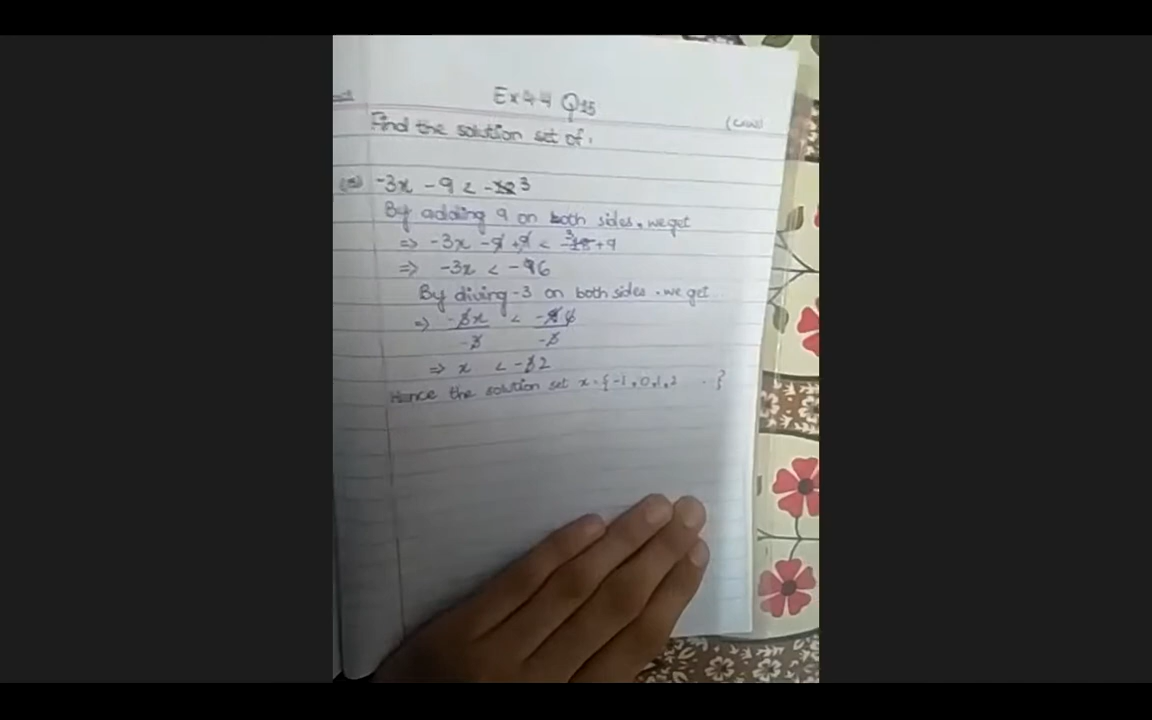 Ex 4.4 Q15
(C.W)
Find the solution set of.
-3x - 9 < - 3
By adding 9 on both sides, we get
⇒ -3x - 9 + 9 < -3 + 9
⇒ -3x < - 6
By diving -3 on both sides, we get
⇒ -3x < -6
-3 -3
⇒ x < - 2
Hence the solution set x = { -1, 0, 1, 2 . . }